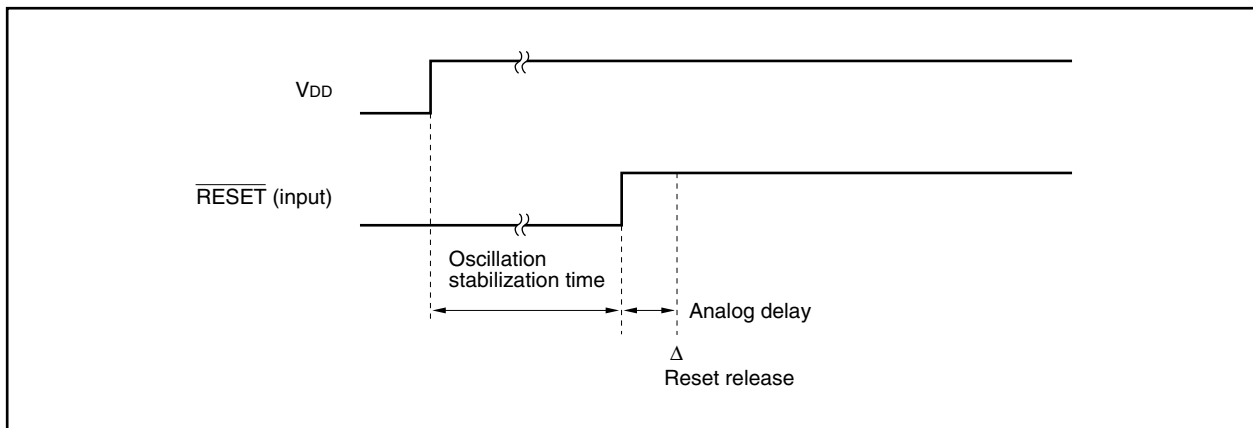 VDD
RESET (input)
Oscillation
stabilization time
Analog delay
Δ
Reset release